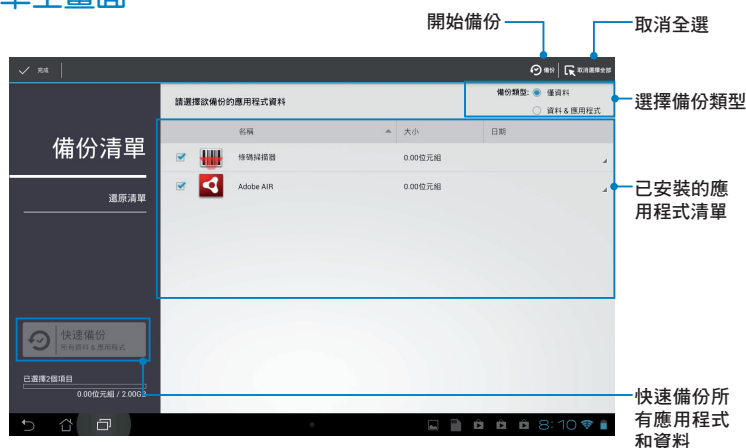 開始備份
取消全選
完成
備份
取消選擇全部
請選擇欲備份的應用程式資料
備份類型:
僅資料
資料 & 應用程式
選擇備份類型
備份清單
名稱
大小
日期
條碼掃描器
0.00位元組
Adobe AIR
0.00位元組
已安裝的應
用程式清單
還原清單
快速備份
所有資料 & 應用程式
已選擇2個項目
0.00位元組 / 2.00GB
快速備份所
有應用程式
和資料
8:10